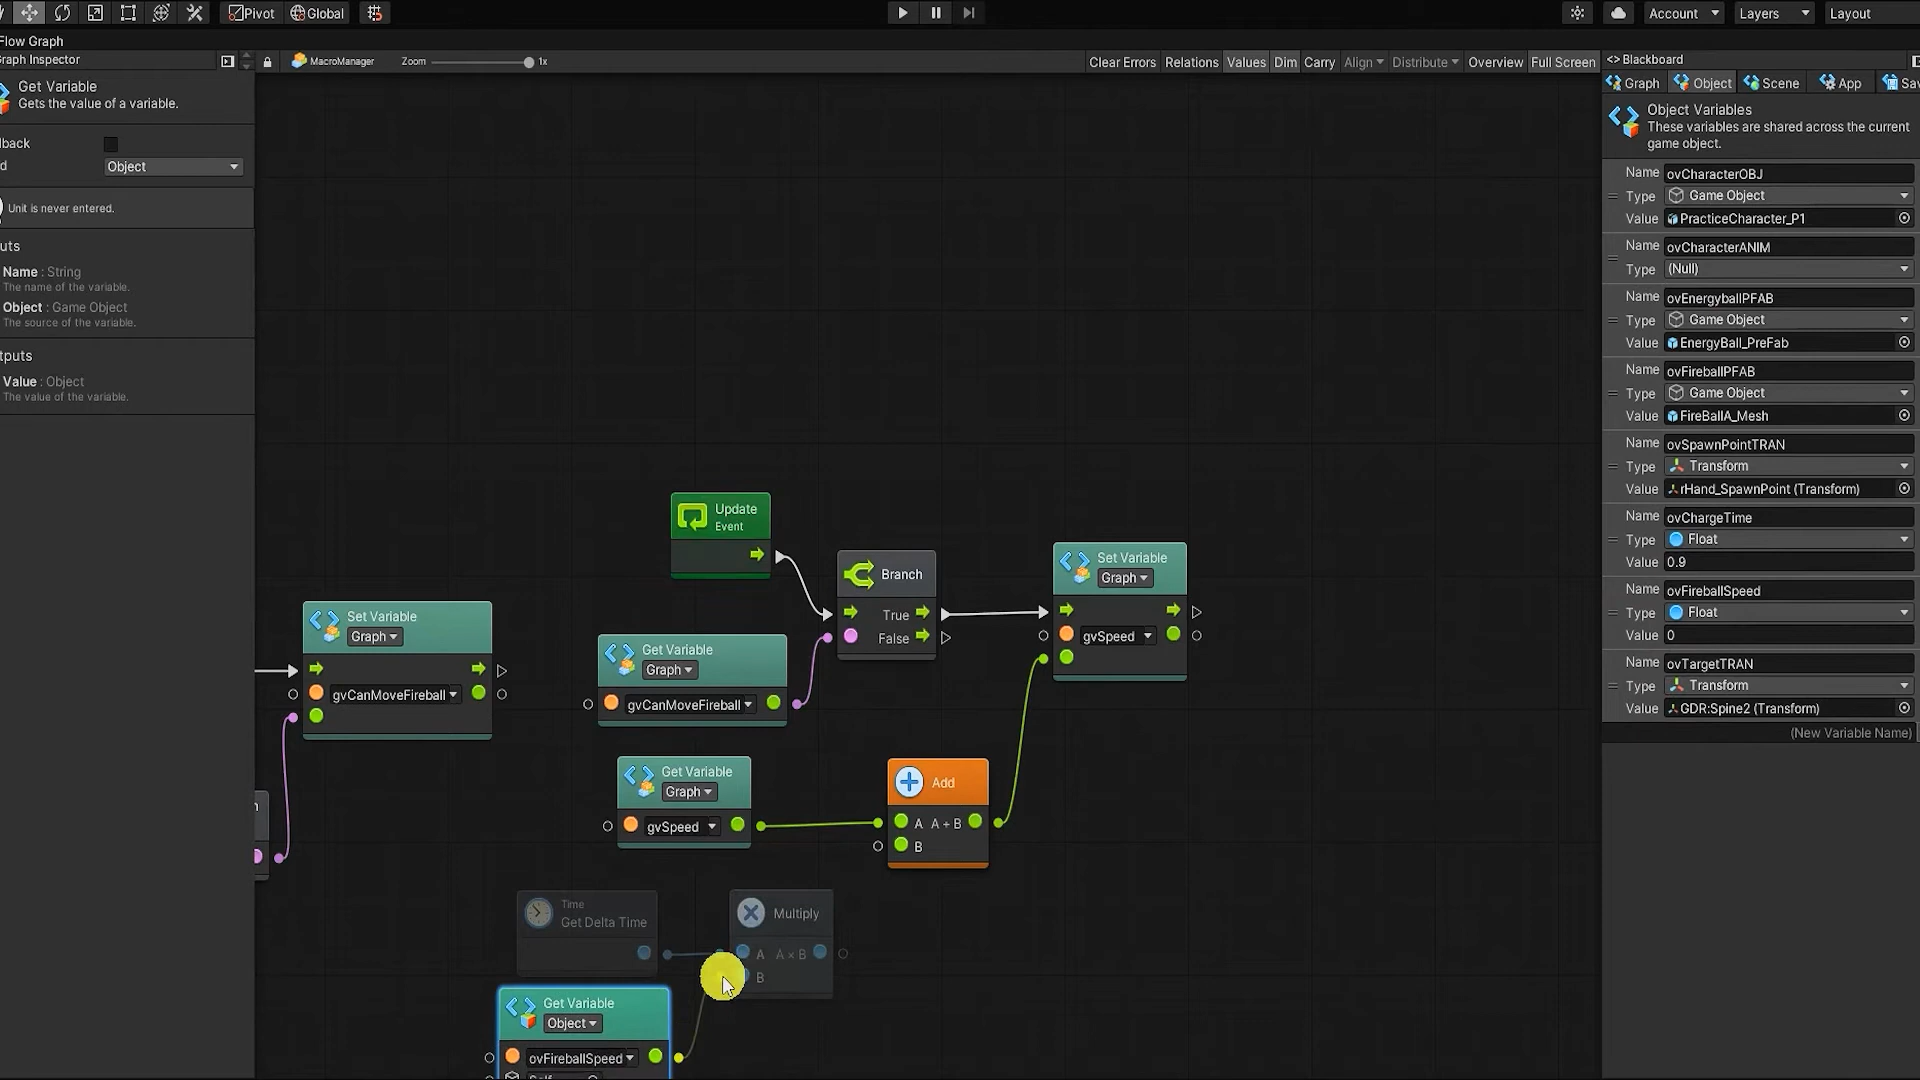 Pivot
Global
Account
Layers
Layout
Flow Graph
Graph Inspector
MacroManager
Zoom
1x
Clear Errors
Relations
Values
Dim
Carry
Align
Distribute
Overview
Full Screen
<> Blackboard
Get Variable
Gets the value of a variable.
Object
Unit is never entered.
Name : String
The name of the variable.
Object : Game Object
The source of the variable.
Value : Object
The value of the variable.
Graph
Object
Scene
App
Object Variables
These variables are shared across the current
game object.
Name ovCharacterOBJ
Type Game Object
Value PracticeCharacter_P1
Name ovCharacterANIM
Type (Null)
Name ovEnergyballPFAB
Type Game Object
Value EnergyBall_PreFab
Name ovFireballPFAB
Type Game Object
Value FireBallA_Mesh
Name ovSpawnPointTRAN
Type Transform
Value rHand_SpawnPoint (Transform)
Name ovChargeTime
Type Float
Value 0.9
Name ovFireballSpeed
Type Float
Value 0
Name ovTargetTRAN
Type Transform
Value GDR:Spine2 (Transform)
(New Variable Name)
Update
Event
Branch
True
False
Set Variable
Graph
gvSpeed
Set Variable
Graph
gvCanMoveFireball
Get Variable
Graph
gvCanMoveFireball
Get Variable
Graph
gvSpeed
Add
A A + B
B
Time
Get Delta Time
Multiply
A A × B
B
Get Variable
Object
ovFireballSpeed